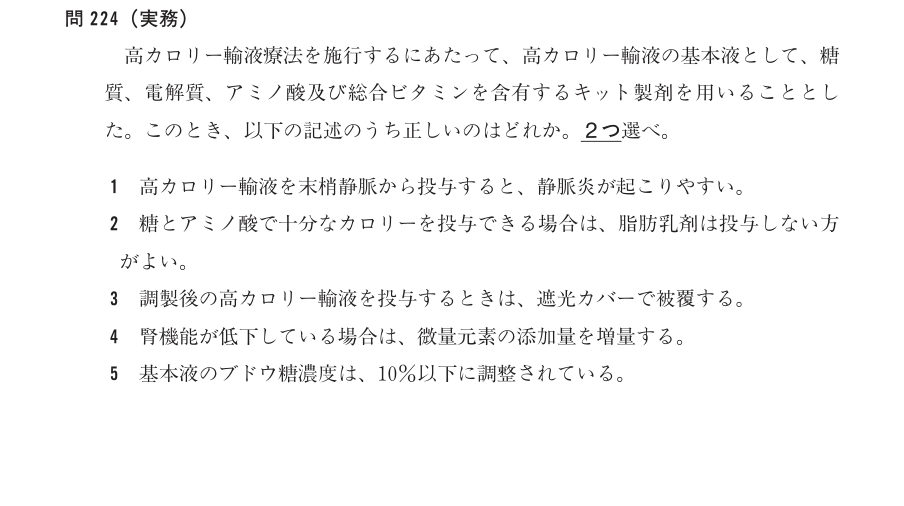 問 224(実務)
高カロリー輸液療法を施行するにあたって、高カロリー輸液の基本液として、糖
質、電解質、アミノ酸及び総合ビタミンを含有するキット製剤を用いることとし
た。このとき、以下の記述のうち正しいのはどれか。2つ選べ。
1 高カロリー輸液を末梢静脈から投与すると、静脈炎が起こりやすい。
2 糖とアミノ酸で十分なカロリーを投与できる場合は、脂肪乳剤は投与しない方
がよい。
3 調製後の高カロリー輸液を投与するときは、遮光カバーで被覆する。
4 腎機能が低下している場合は、微量元素の添加量を増量する。
5 基本液のブドウ糖濃度は、10%以下に調整されている。